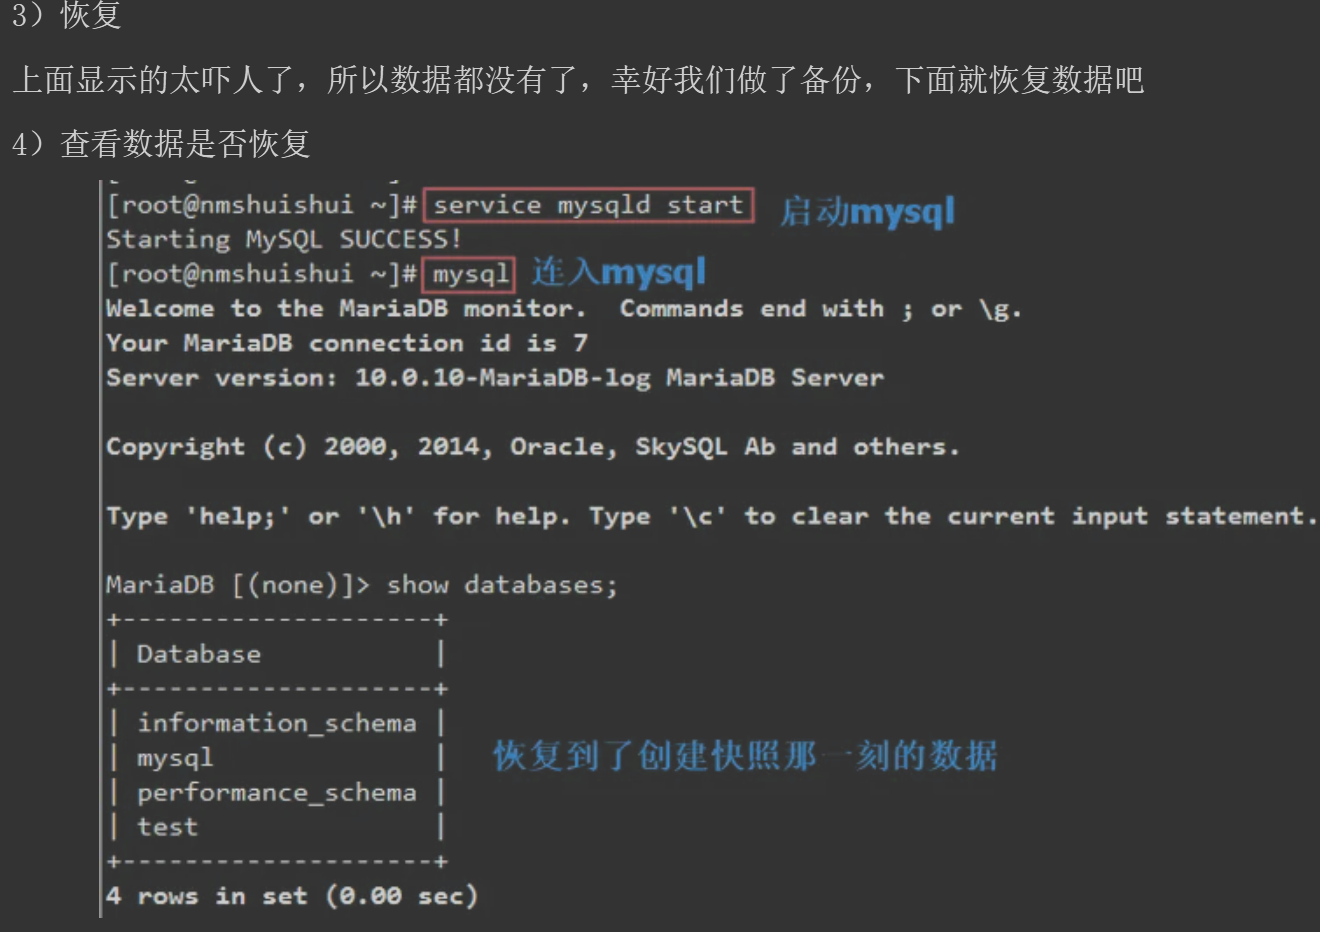 3）恢复
上面显示的太吓人了，所以数据都没有了，幸好我们做了备份，下面就恢复数据吧
4）查看数据是否恢复
[root@nmshuishui ~]# service mysqld start 启动mysql
Starting MySQL SUCCESS!
[root@nmshuishui ~]# mysql 连入mysql
Welcome to the MariaDB monitor.  Commands end with ; or \g.
Your MariaDB connection id is 7
Server version: 10.0.10-MariaDB-log MariaDB Server
Copyright (c) 2000, 2014, Oracle, SkySQL Ab and others.
Type 'help;' or '\h' for help. Type '\c' to clear the current input statement.
MariaDB [(none)]> show databases;
+--------------------+
| Database           |
+--------------------+
| information_schema |
| mysql              |
恢复到了创建快照那一刻的数据
| performance_schema |
| test               |
+--------------------+
4 rows in set (0.00 sec)